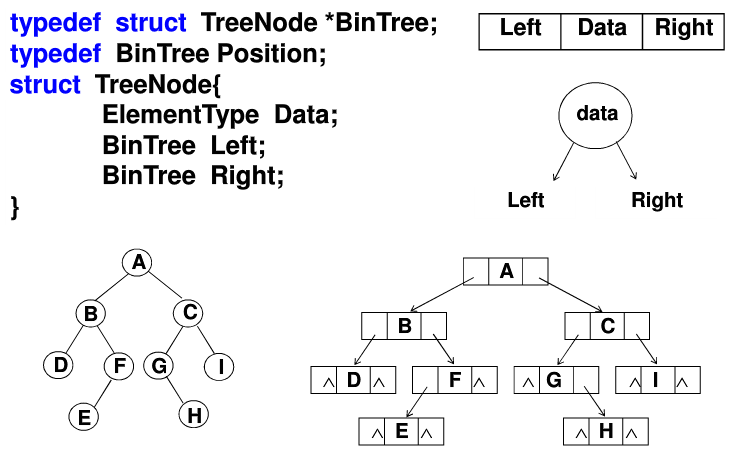 typedef struct TreeNode *BinTree;
typedef BinTree Position;
struct TreeNode{
ElementType Data;
BinTree Left;
BinTree Right;
}
Left Data Right
data
Left Right
A
B C
D F G I
E H
A
B C
^ D ^ F ^ ^ G ^ I ^
^ E ^ ^ H ^